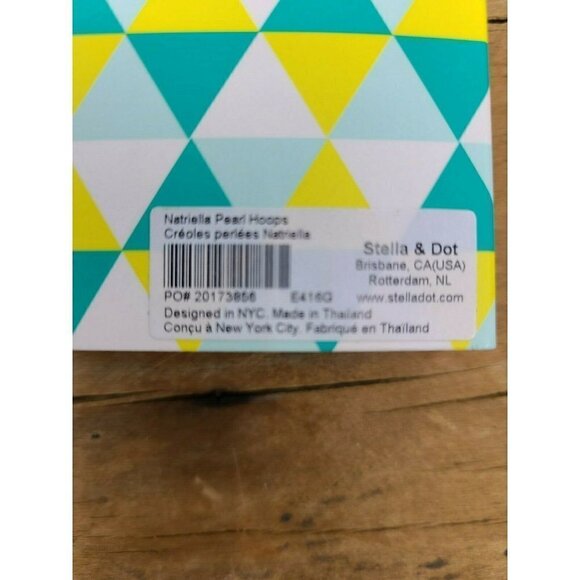 Natriella Pearl Hoops
Créoles perlées Natriella
Stella & Dot
Brisbane, CA(USA)
Rotterdam, NL
PO# 20173856 E416G
www.stelladot.com
Designed in NYC. Made in Thailand
Conçu à New York City. Fabriqué en Thaïland